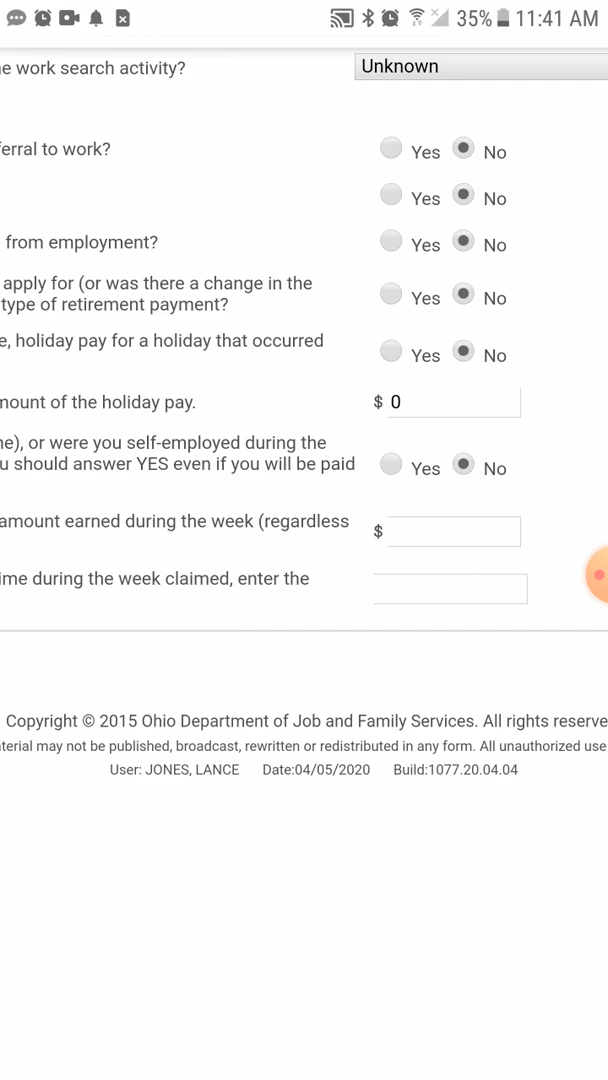 35% 11:41 AM
e work search activity? Unknown
ferral to work? Yes No
Yes No
from employment? Yes No
apply for (or was there a change in the
type of retirement payment? Yes No
e, holiday pay for a holiday that occurred
Yes No
mount of the holiday pay. $ 0
ne), or were you self-employed during the
u should answer YES even if you will be paid Yes No
amount earned during the week (regardless
$
ime during the week claimed, enter the
Copyright © 2015 Ohio Department of Job and Family Services. All rights reserve
aterial may not be published, broadcast, rewritten or redistributed in any form. All unauthorized use
User: JONES, LANCE Date:04/05/2020 Build:1077.20.04.04